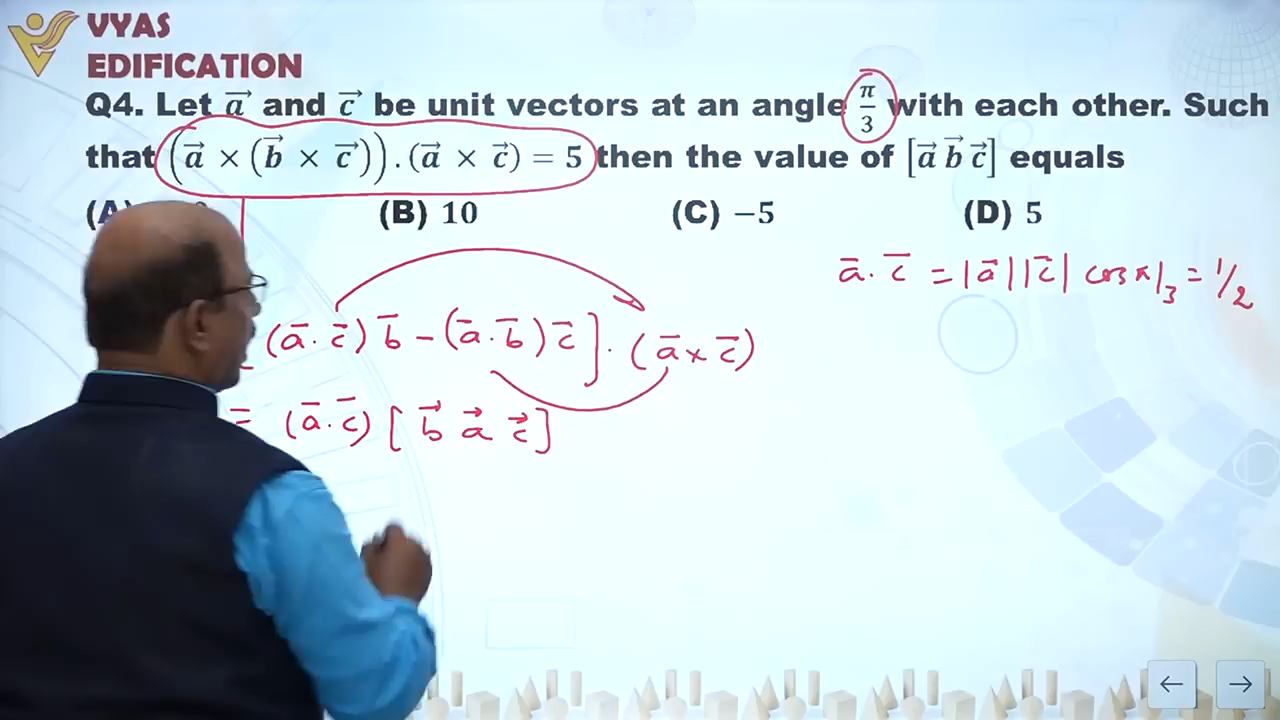 VYAS
EDIFICATION
Q4. Let a⃗ and c⃗ be unit vectors at an angle π/3 with each other. Such
that (a⃗ × (b⃗ × c⃗)).(a⃗ × c⃗) = 5 then the value of [a⃗ b⃗ c⃗] equals
(A) (B) 10 (C) −5 (D) 5
a̅ . c̅ = |a̅| |c̅| cos π/3 = 1/2
(a̅ . c̅) b̅ − (a̅ . b̅) c̅ ] . (a̅ × c̅)
= (a̅ . c̅) [ b⃗ a⃗ c⃗ ]